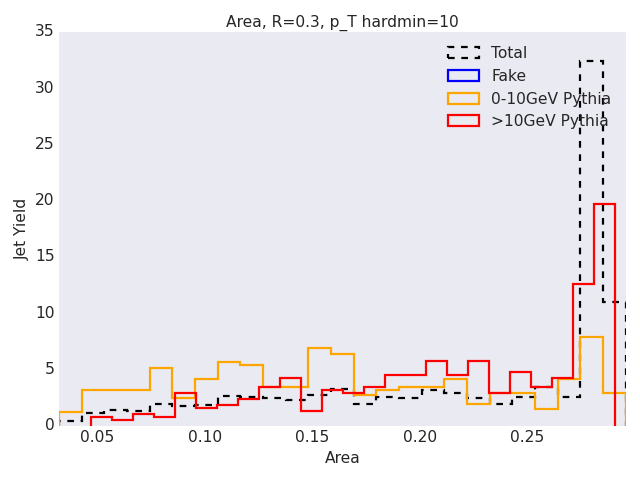 Area, R=0.3, p_T hardmin=10
35
30
25
20
15
10
5
0
Jet Yield
Total
Fake
0-10GeV Pythia
>10GeV Pythia
0.05 0.10 0.15 0.20 0.25
Area